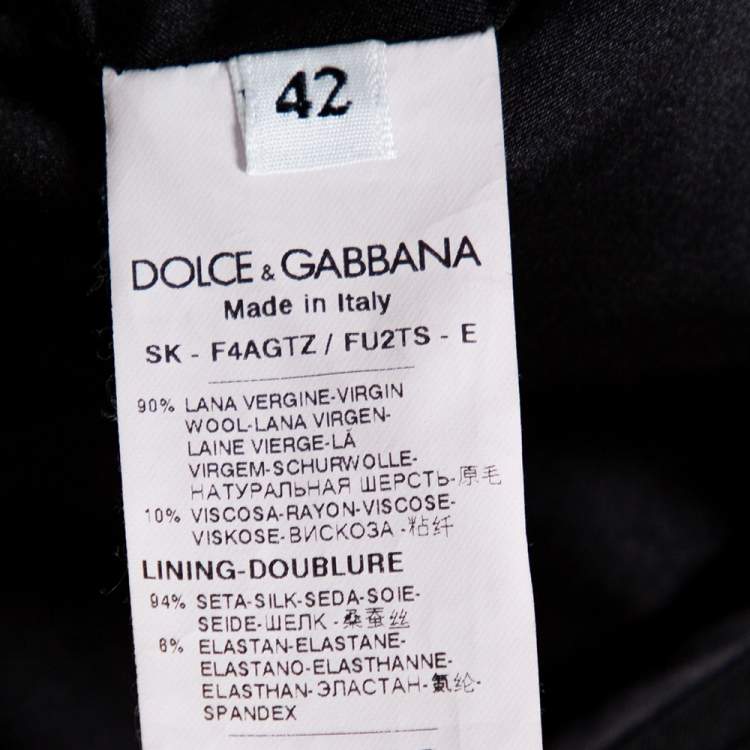 42
DOLCE & GABBANA
Made in Italy
SK - F4AGTZ / FU2TS - E
90% LANA VERGINE-VIRGIN
WOOL-LANA VIRGEN-
LAINE VIERGE-LÃ
VIRGEM-SCHURWOLLE-
НАТУРАЛЬНАЯ ШЕРСТЬ-原毛
10% VISCOSA-RAYON-VISCOSE-
VISKOSE-ВИСКОЗА-粘纤
LINING-DOUBLURE
94% SETA-SILK-SEDA-SOIE-
SEIDE-ШЕЛК-桑蚕丝
6% ELASTAN-ELASTANE-
ELASTANO-ELASTHANNE-
ELASTHAN-ЭЛАСТАН-氨纶-
SPANDEX